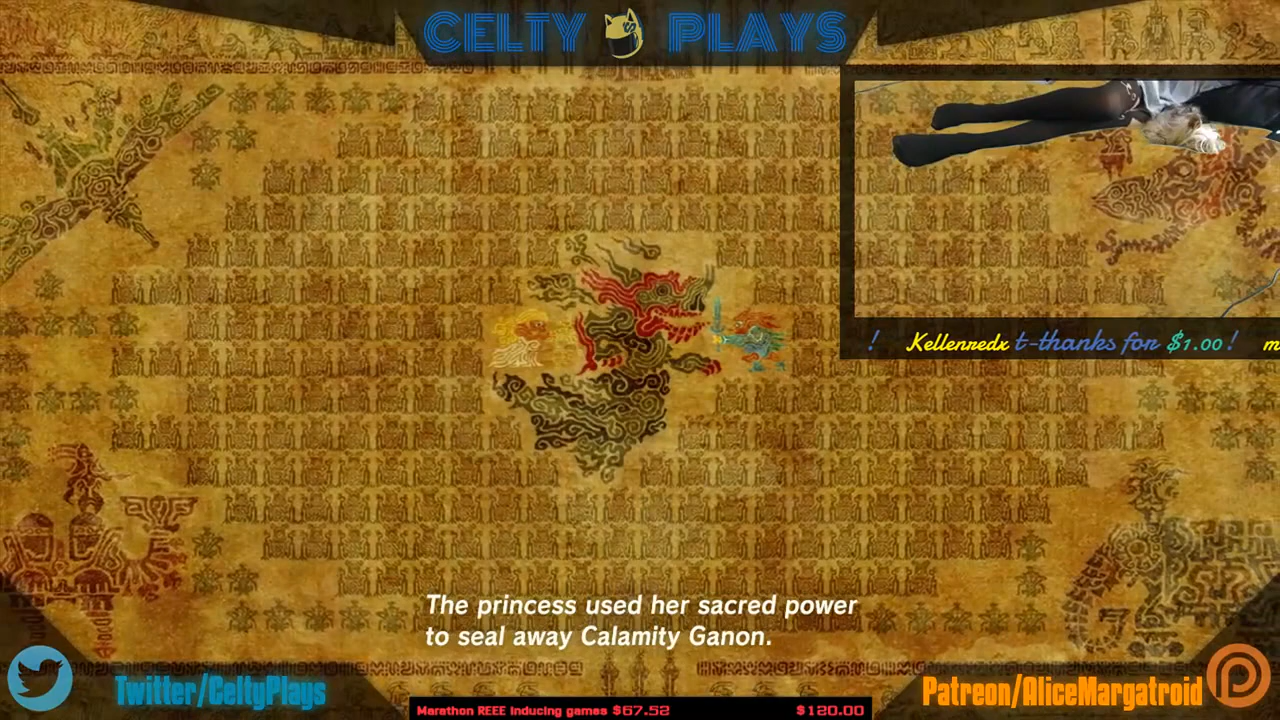 CELTY PLAYS
! Kellenredx t-thanks for $1.00! m
The princess used her sacred power
to seal away Calamity Ganon.
Twitter/CeltyPlays
Patreon/AliceMargatroid
Marathon REEE inducing games $67.52 $120.00